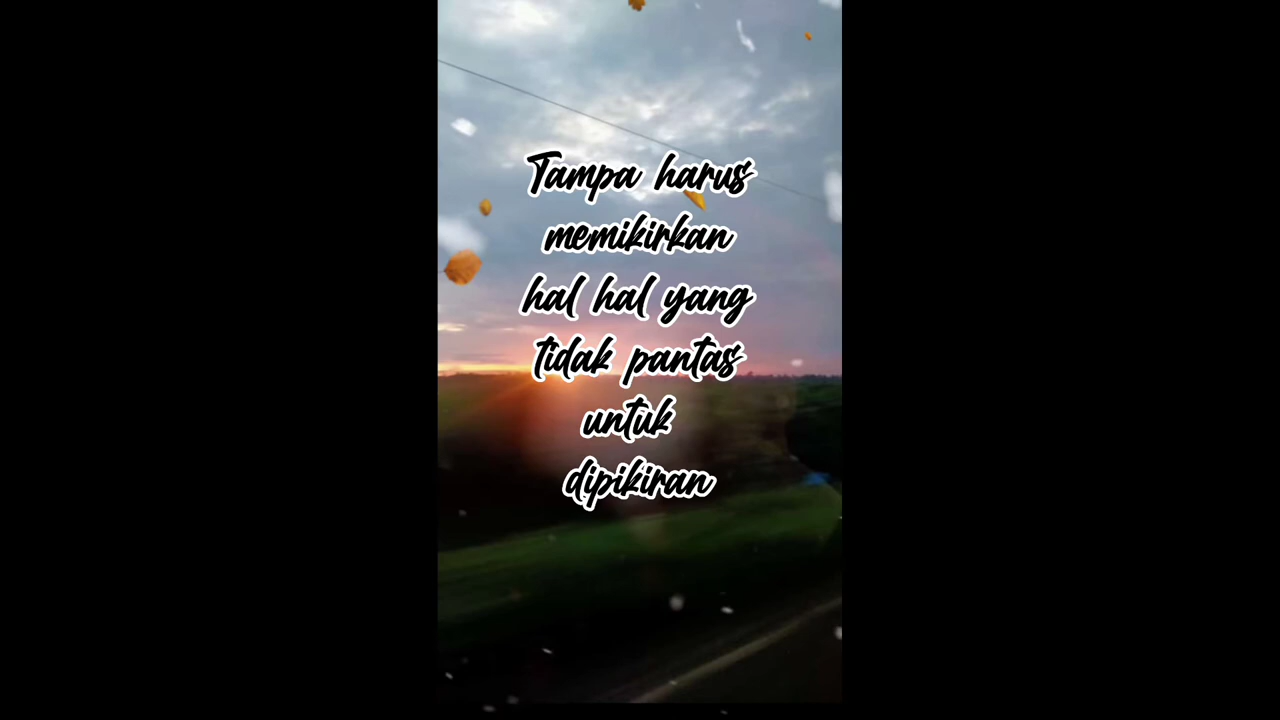 Tampa harus
memikirkan
hal hal yang
tidak pantas
untuk
dipikiran